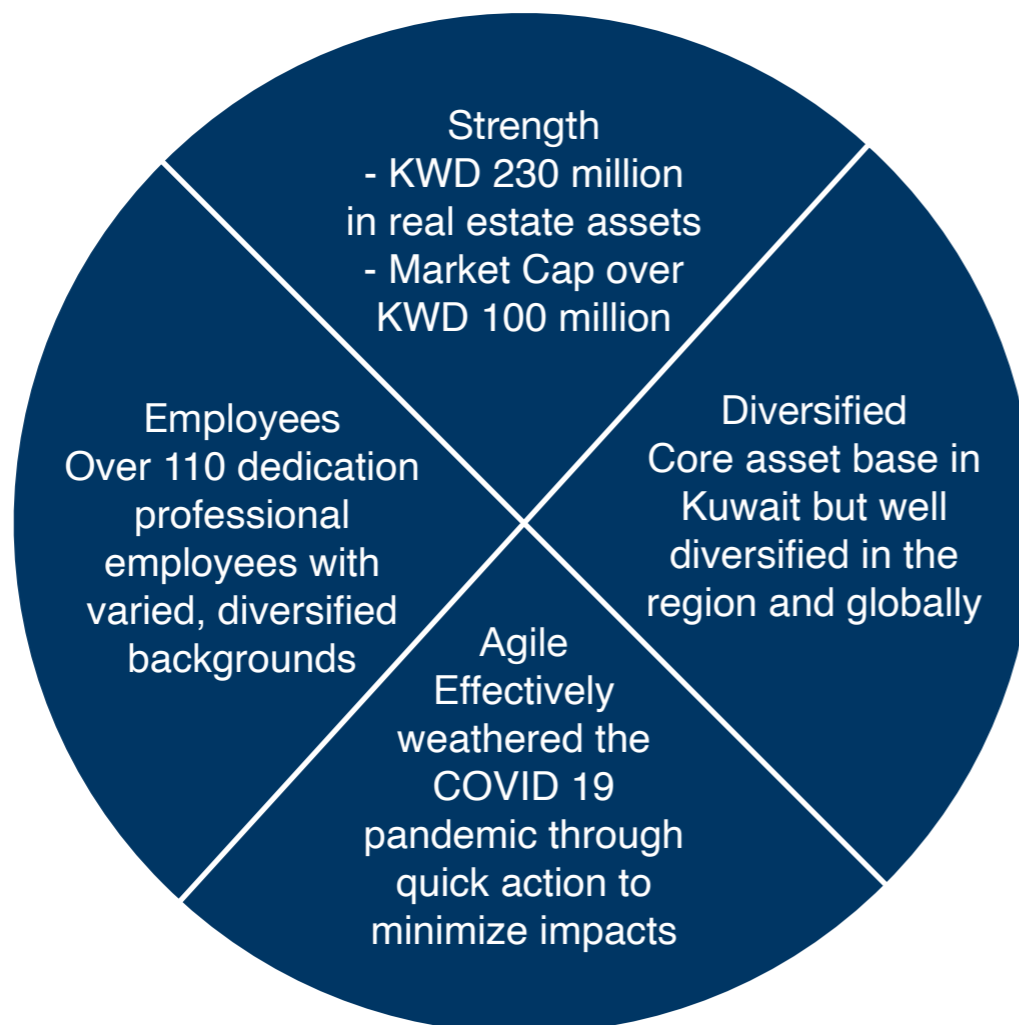 Strength
- KWD 230 million
in real estate assets
- Market Cap over
KWD 100 million
Diversified
Core asset base in
Kuwait but well
diversified in the
region and globally
Employees
Over 110 dedication
professional
employees with
varied, diversified
backgrounds
Agile
Effectively
weathered the
COVID 19
pandemic through
quick action to
minimize impacts